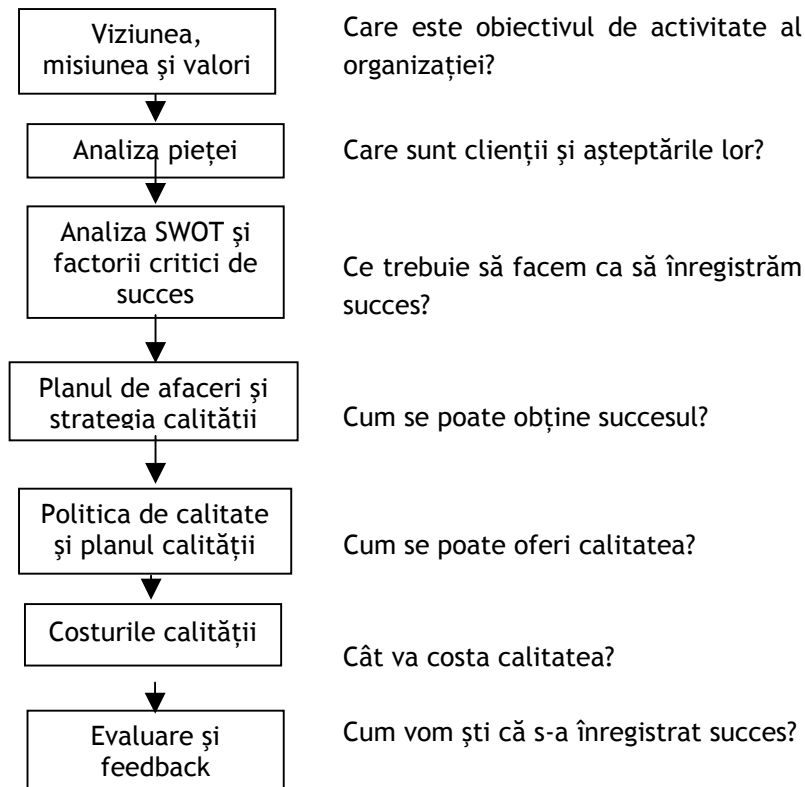 Viziunea,
misiunea şi valori
Care este obiectivul de activitate al
organizaţiei?
Analiza pieţei
Care sunt clienţii şi aşteptările lor?
Analiza SWOT şi
factorii critici de
succes
Ce trebuie să facem ca să înregistrăm
succes?
Planul de afaceri şi
strategia calităţii
Cum se poate obţine succesul?
Politica de calitate
şi planul calităţii
Cum se poate oferi calitatea?
Costurile calităţii
Cât va costa calitatea?
Evaluare şi
feedback
Cum vom şti că s-a înregistrat succes?